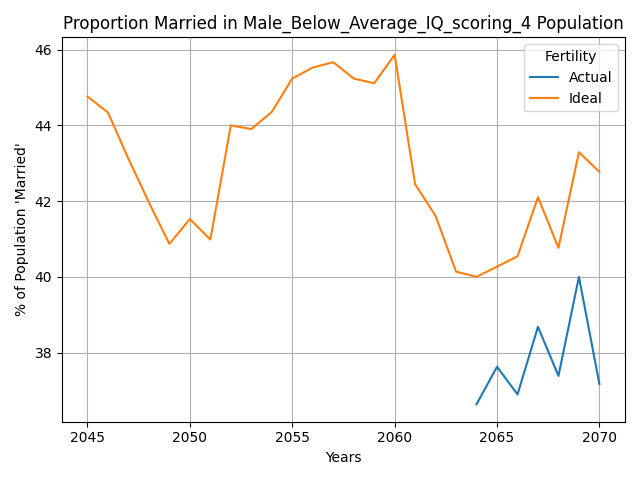 Proportion Married in Male_Below_Average_IQ_scoring_4 Population
Fertility
Actual
Ideal
% of Population 'Married'
46
44
42
40
38
2045
2050
2055
2060
2065
2070
Years